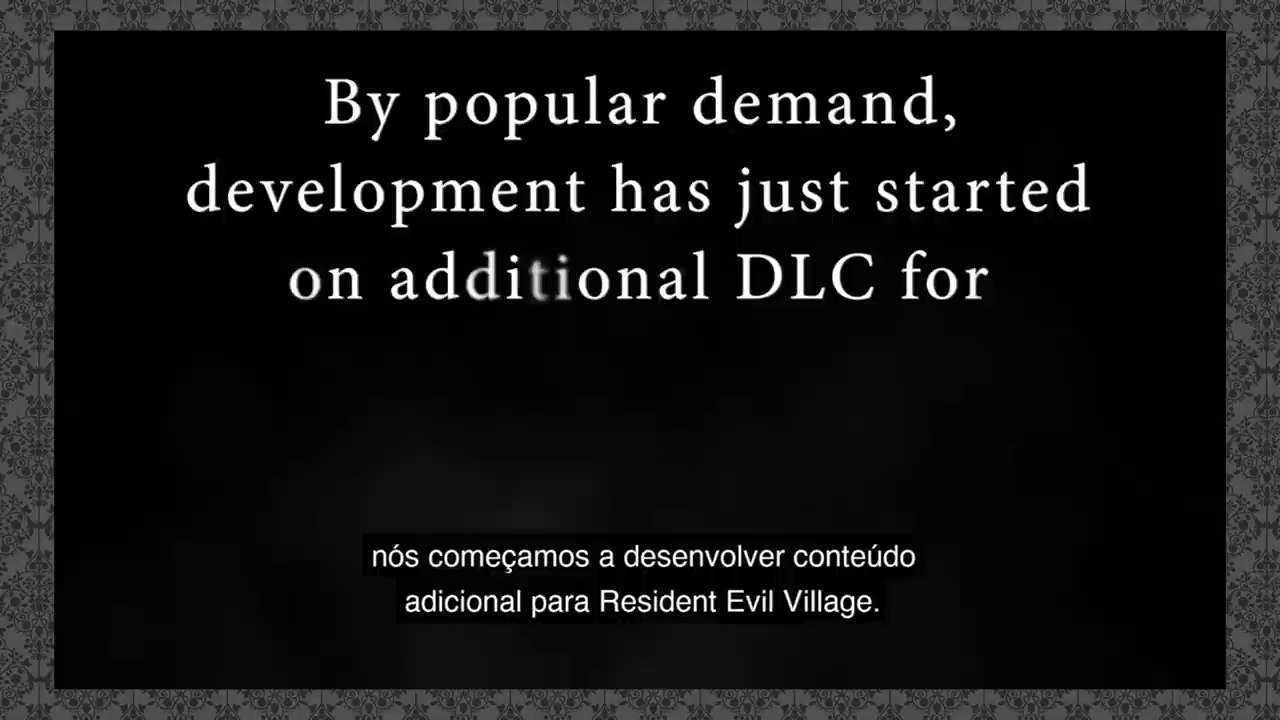 By popular demand,
development has just started
on additional DLC for
nós começamos a desenvolver conteúdo
adicional para Resident Evil Village.